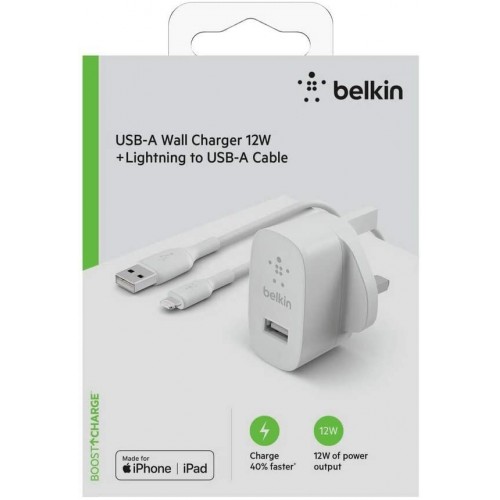 belkin
USB-A Wall Charger 12W
+Lightning to USB-A Cable
belkin
BOOST↑CHARGE™
Made for
iPhone | iPad
Charge
40% faster*
12W
12W of power
output